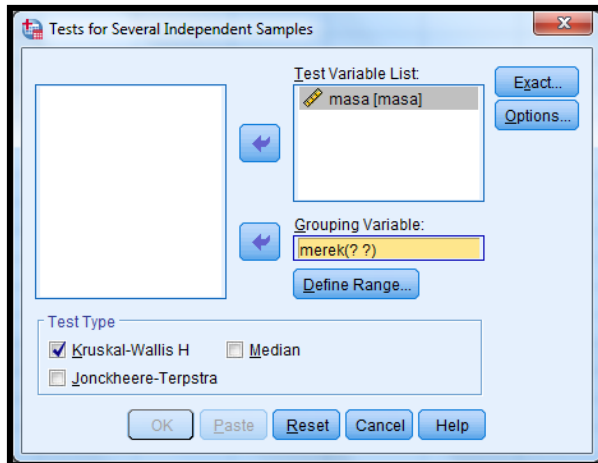 Tests for Several Independent Samples
Test Variable List:
masa [masa]
Exact...
Options...
Grouping Variable:
merek(? ?)
Define Range...
Test Type
Kruskal-Wallis H
Median
Jonckheere-Terpstra
OK
Paste
Reset
Cancel
Help